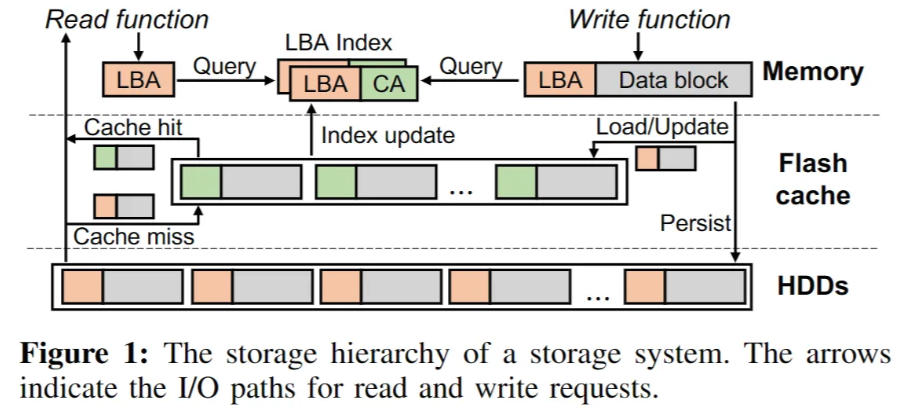 Read function
Write function
LBA Index
LBA
Query
LBA
CA
Query
LBA
Data block
Memory
Cache hit
Index update
Load/Update
Flash
cache
...
Cache miss
Persist
...
HDDs
Figure 1: The storage hierarchy of a storage system. The arrows
indicate the I/O paths for read and write requests.